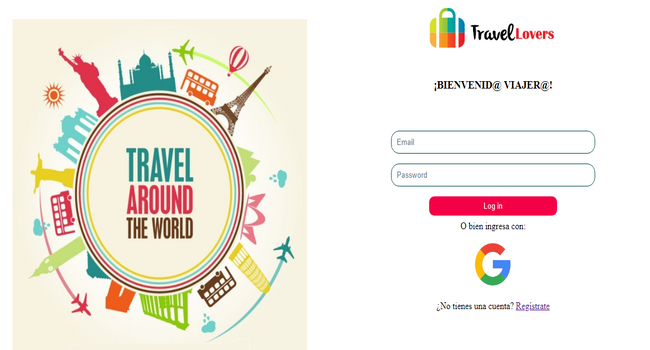 TRAVEL
AROUND
THE WORLD
TravelLovers
¡BIENVENID@ VIAJER@!
Email
Password
Log in
O bien ingresa con:
¿No tienes una cuenta? Registrate